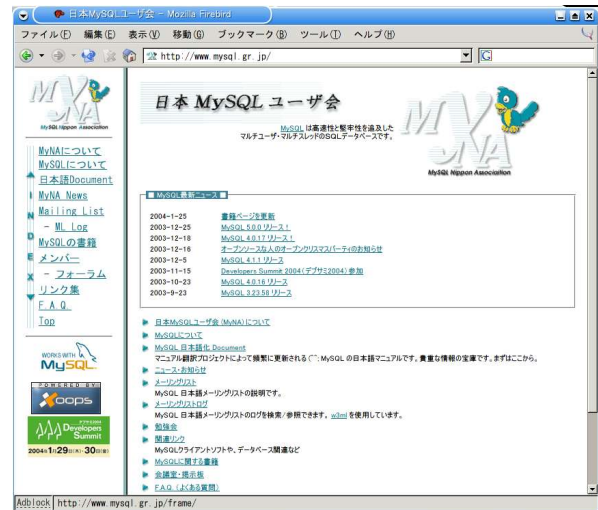 日本MySQLユーザ会 - Mozilla Firebird
ファイル(F) 編集(E) 表示(V) 移動(G) ブックマーク(B) ツール(T) ヘルプ(H)
http://www.mysql.gr.jp/
G
MyNA
MySQL Nippon Association
INDEX
MyNAについて
MySQLについて
日本語Document
MyNA News
Mailing List
- ML Log
MySQLの書籍
メンバー
- フォーラム
リンク集
F.A.Q.
Top
WORKS WITH
MySQL
POWERED BY
Xoops
デブサミ2004
Developers
Summit
2004年1月29日(木)・30日(金)
日本 MySQL ユーザ会
MySQL は高速性と堅牢性を追及した
マルチユーザ・マルチスレッドのSQLデータベースです。
MyNA
MySQL Nippon Association
■ MySQL最新ニュース ■
2004-1-25 書籍ページを更新
2003-12-25 MySQL 5.0.0 リリース！
2003-12-18 MySQL 4.0.17 リリース！
2003-12-16 オープンソースな人のオープンクリスマスパーティのお知らせ
2003-12-5 MySQL 4.1.1 リリース
2003-11-15 Developers Summit 2004(デブサミ2004) 参加
2003-10-23 MySQL 4.0.16 リリース
2003-9-23 MySQL 3.23.58 リリース
日本MySQLユーザ会 (MyNA)について
MySQLについて
MySQL 日本語化 Document
マニュアル翻訳プロジェクトによって頻繁に更新される (^^; MySQL の日本語マニュアルです。貴重な情報の宝庫です。まずはここから。
ニュース・お知らせ
メーリングリスト
MySQL 日本語メーリングリストの説明です。
メーリングリストログ
MySQL 日本語メーリングリストのログを検索/参照できます。 w3ml を使用しています。
勉強会
関連リンク
MySQLクライアントソフトや、データベース関連など
MySQLに関する書籍
会議室・掲示板
F.A.Q. (よくある質問)
Adblock http://www.mysql.gr.jp/frame/